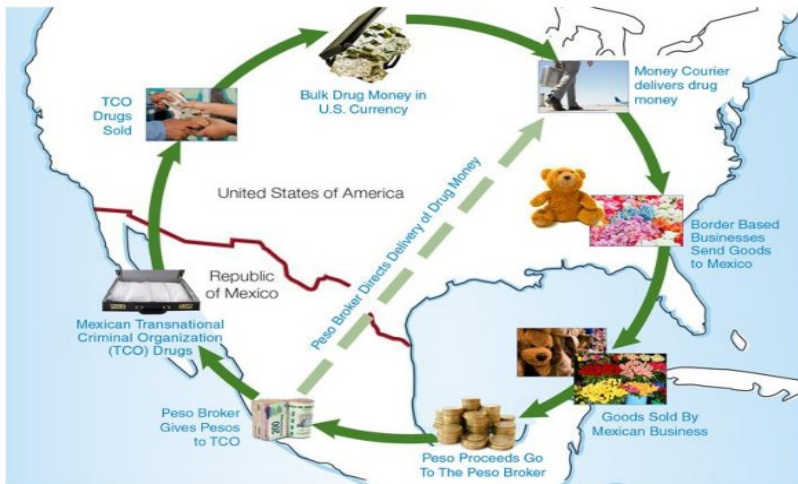 TCO
Drugs
Sold
Bulk Drug Money in
U.S. Currency
Money Courier
delivers drug
money
United States of America
Peso Broker Directs Delivery of Drug Money
Border Based
Businesses
Send Goods
to Mexico
Republic
of Mexico
Mexican Transnational
Criminal Organization
(TCO) Drugs
Goods Sold By
Mexican Business
Peso Broker
Gives Pesos
to TCO
200
Peso Proceeds Go
To The Peso Broker